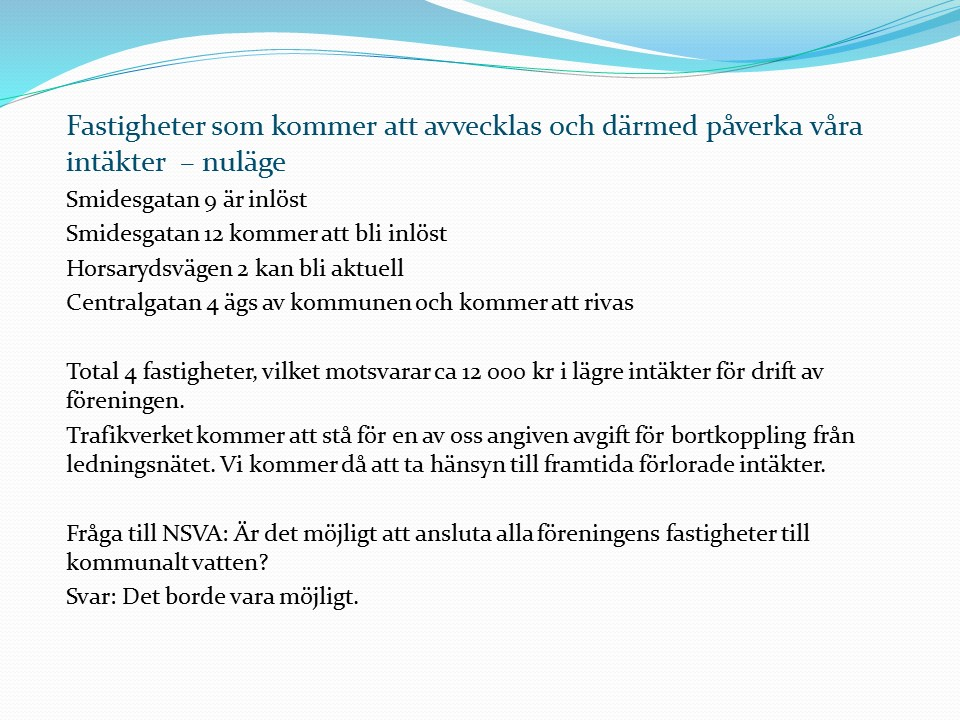 Fastigheter som kommer att avvecklas och därmed påverka våra
intäkter – nuläge
Smidesgatan 9 är inlöst
Smidesgatan 12 kommer att bli inlöst
Horsarydsvägen 2 kan bli aktuell
Centralgatan 4 ägs av kommunen och kommer att rivas
Total 4 fastigheter, vilket motsvarar ca 12 000 kr i lägre intäkter för drift av
föreningen.
Trafikverket kommer att stå för en av oss angiven avgift för bortkoppling från
ledningsnätet. Vi kommer då att ta hänsyn till framtida förlorade intäkter.
Fråga till NSVA: Är det möjligt att ansluta alla föreningens fastigheter till
kommunalt vatten?
Svar: Det borde vara möjligt.